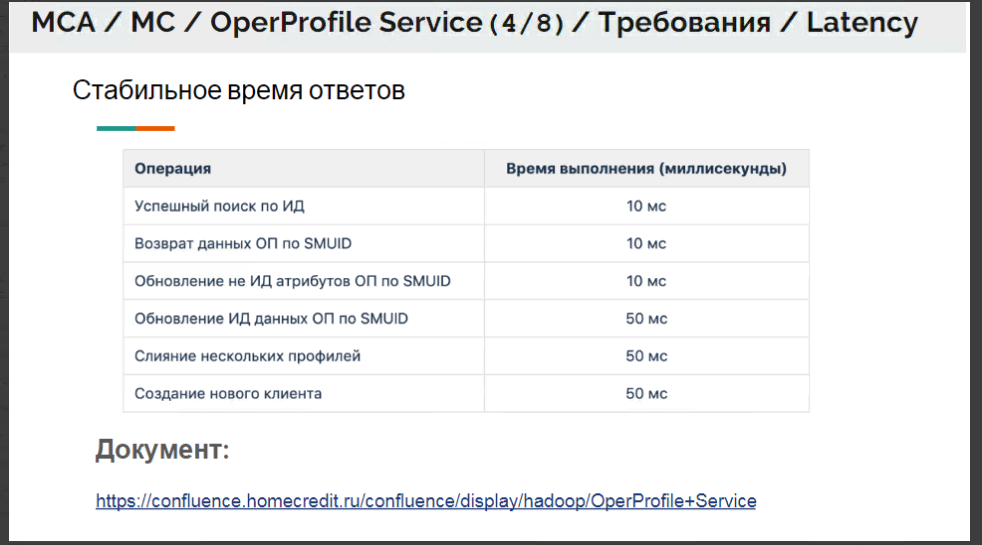 МСА / МС / OperProfile Service (4/8) / Требования / Latency
Стабильное время ответов
Операция Время выполнения (миллисекунды)
Успешный поиск по ИД 10 мс
Возврат данных ОП по SMUID 10 мс
Обновление не ИД атрибутов ОП по SMUID 10 мс
Обновление ИД данных ОП по SMUID 50 мс
Слияние нескольких профилей 50 мс
Создание нового клиента 50 мс
Документ:
https://confluence.homecredit.ru/confluence/display/hadoop/OperProfile+Service